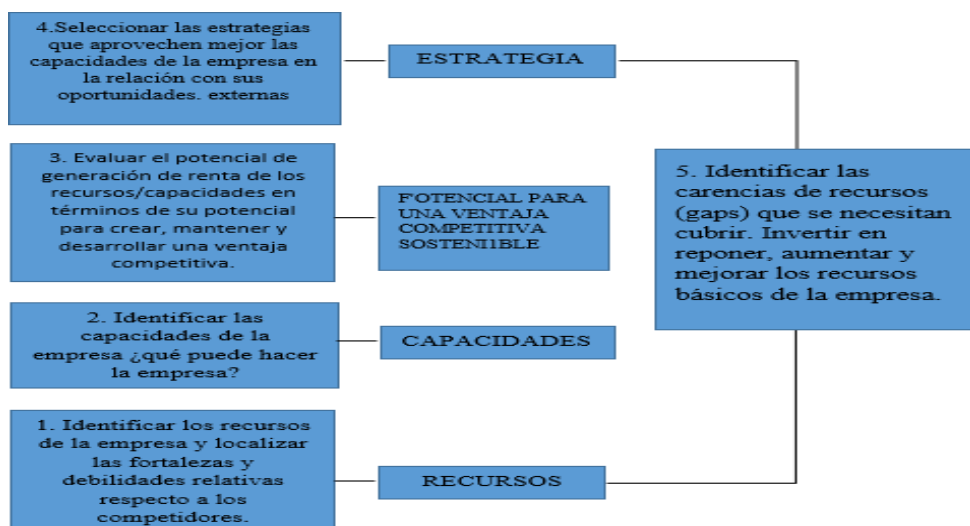 4.Seleccionar las estrategias
que aprovechen mejor las
capacidades de la empresa en
la relación con sus
oportunidades. externas
ESTRATEGIA
3. Evaluar el potencial de
generación de renta de los
recursos/capacidades en
términos de su potencial
para crear, mantener y
desarrollar una ventaja
competitiva.
FOTENCIAL PARA
UNA VENTAJA
COMPETITIVA
SOSTENI1BLE
5. Identificar las
carencias de recursos
(gaps) que se necesitan
cubrir. Invertir en
reponer, aumentar y
mejorar los recursos
básicos de la empresa.
2. Identificar las
capacidades de la
empresa ¿qué puede hacer
la empresa?
CAPACIDADES
1. Identificar los recursos
de la empresa y localizar
las fortalezas y
debilidades relativas
respecto a los
competidores.
RECURSOS